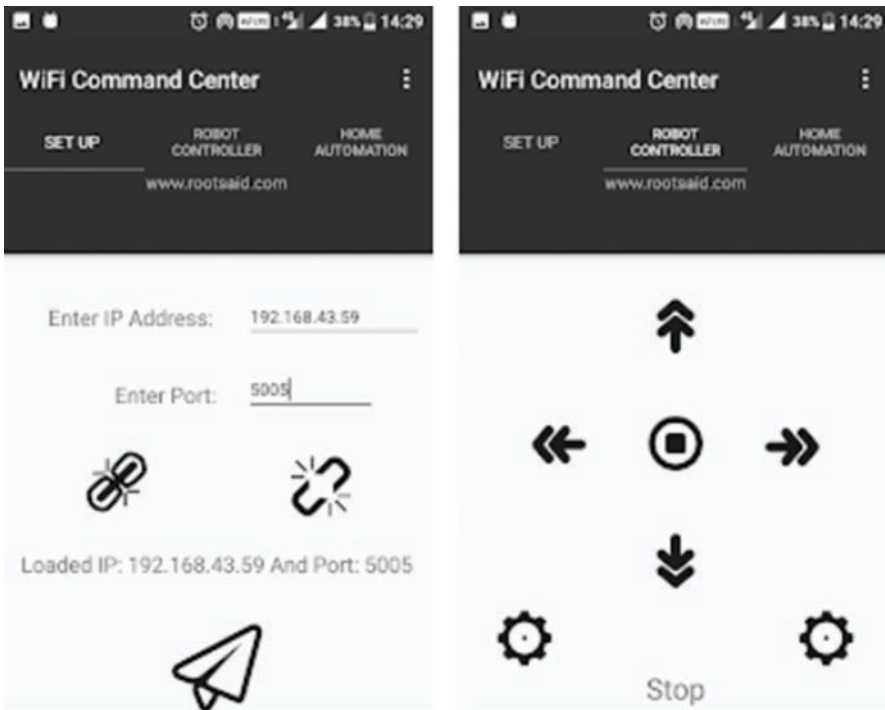 38% 14:29
WiFi Command Center
SET UP
ROBOT
CONTROLLER
HOME
AUTOMATION
www.rootsaid.com
Enter IP Address: 192.168.43.59
Enter Port: 5005
Loaded IP: 192.168.43.59 And Port: 5005
38% 14:29
WiFi Command Center
SET UP
ROBOT
CONTROLLER
HOME
AUTOMATION
www.rootsaid.com
Stop